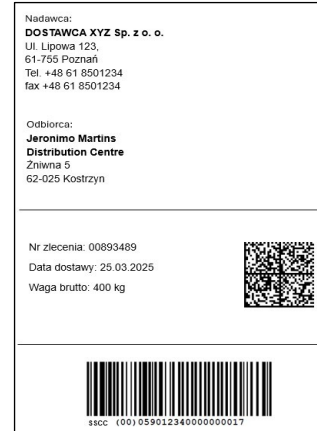 Nadawca:
DOSTAWCA XYZ Sp. z o. o.
Ul. Lipowa 123,
61-755 Poznań
Tel. +48 61 8501234
fax +48 61 8501234
Odbiorca:
Jeronimo Martins
Distribution Centre
Żniwna 5
62-025 Kostrzyn
Nr zlecenia: 00893489
Data dostawy: 25.03.2025
Waga brutto: 400 kg
SSCC (00)059012340000000017